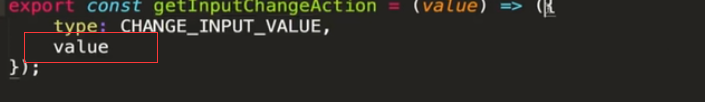 export const getInputChangeAction = (value) => ({
type: CHANGE_INPUT_VALUE,
value
});